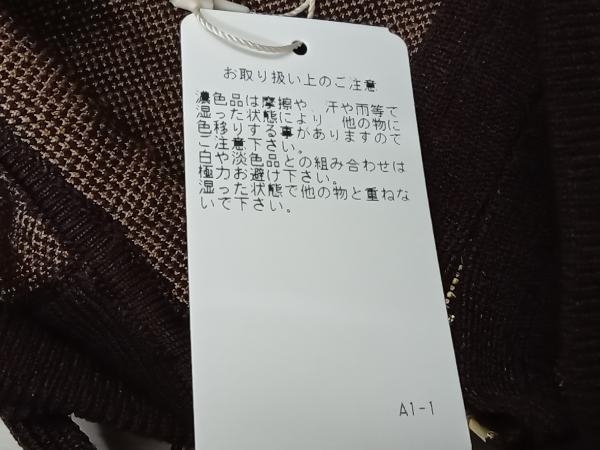 お取り扱い上のご注意
濃色品は摩擦や、汗や雨等で
湿った状態により、他の物に
色移りする事がありますので
ご注意下さい。
白や淡色品との組み合わせは
極力お避け下さい。
湿った状態で他の物と重ねな
いで下さい。
A1-1